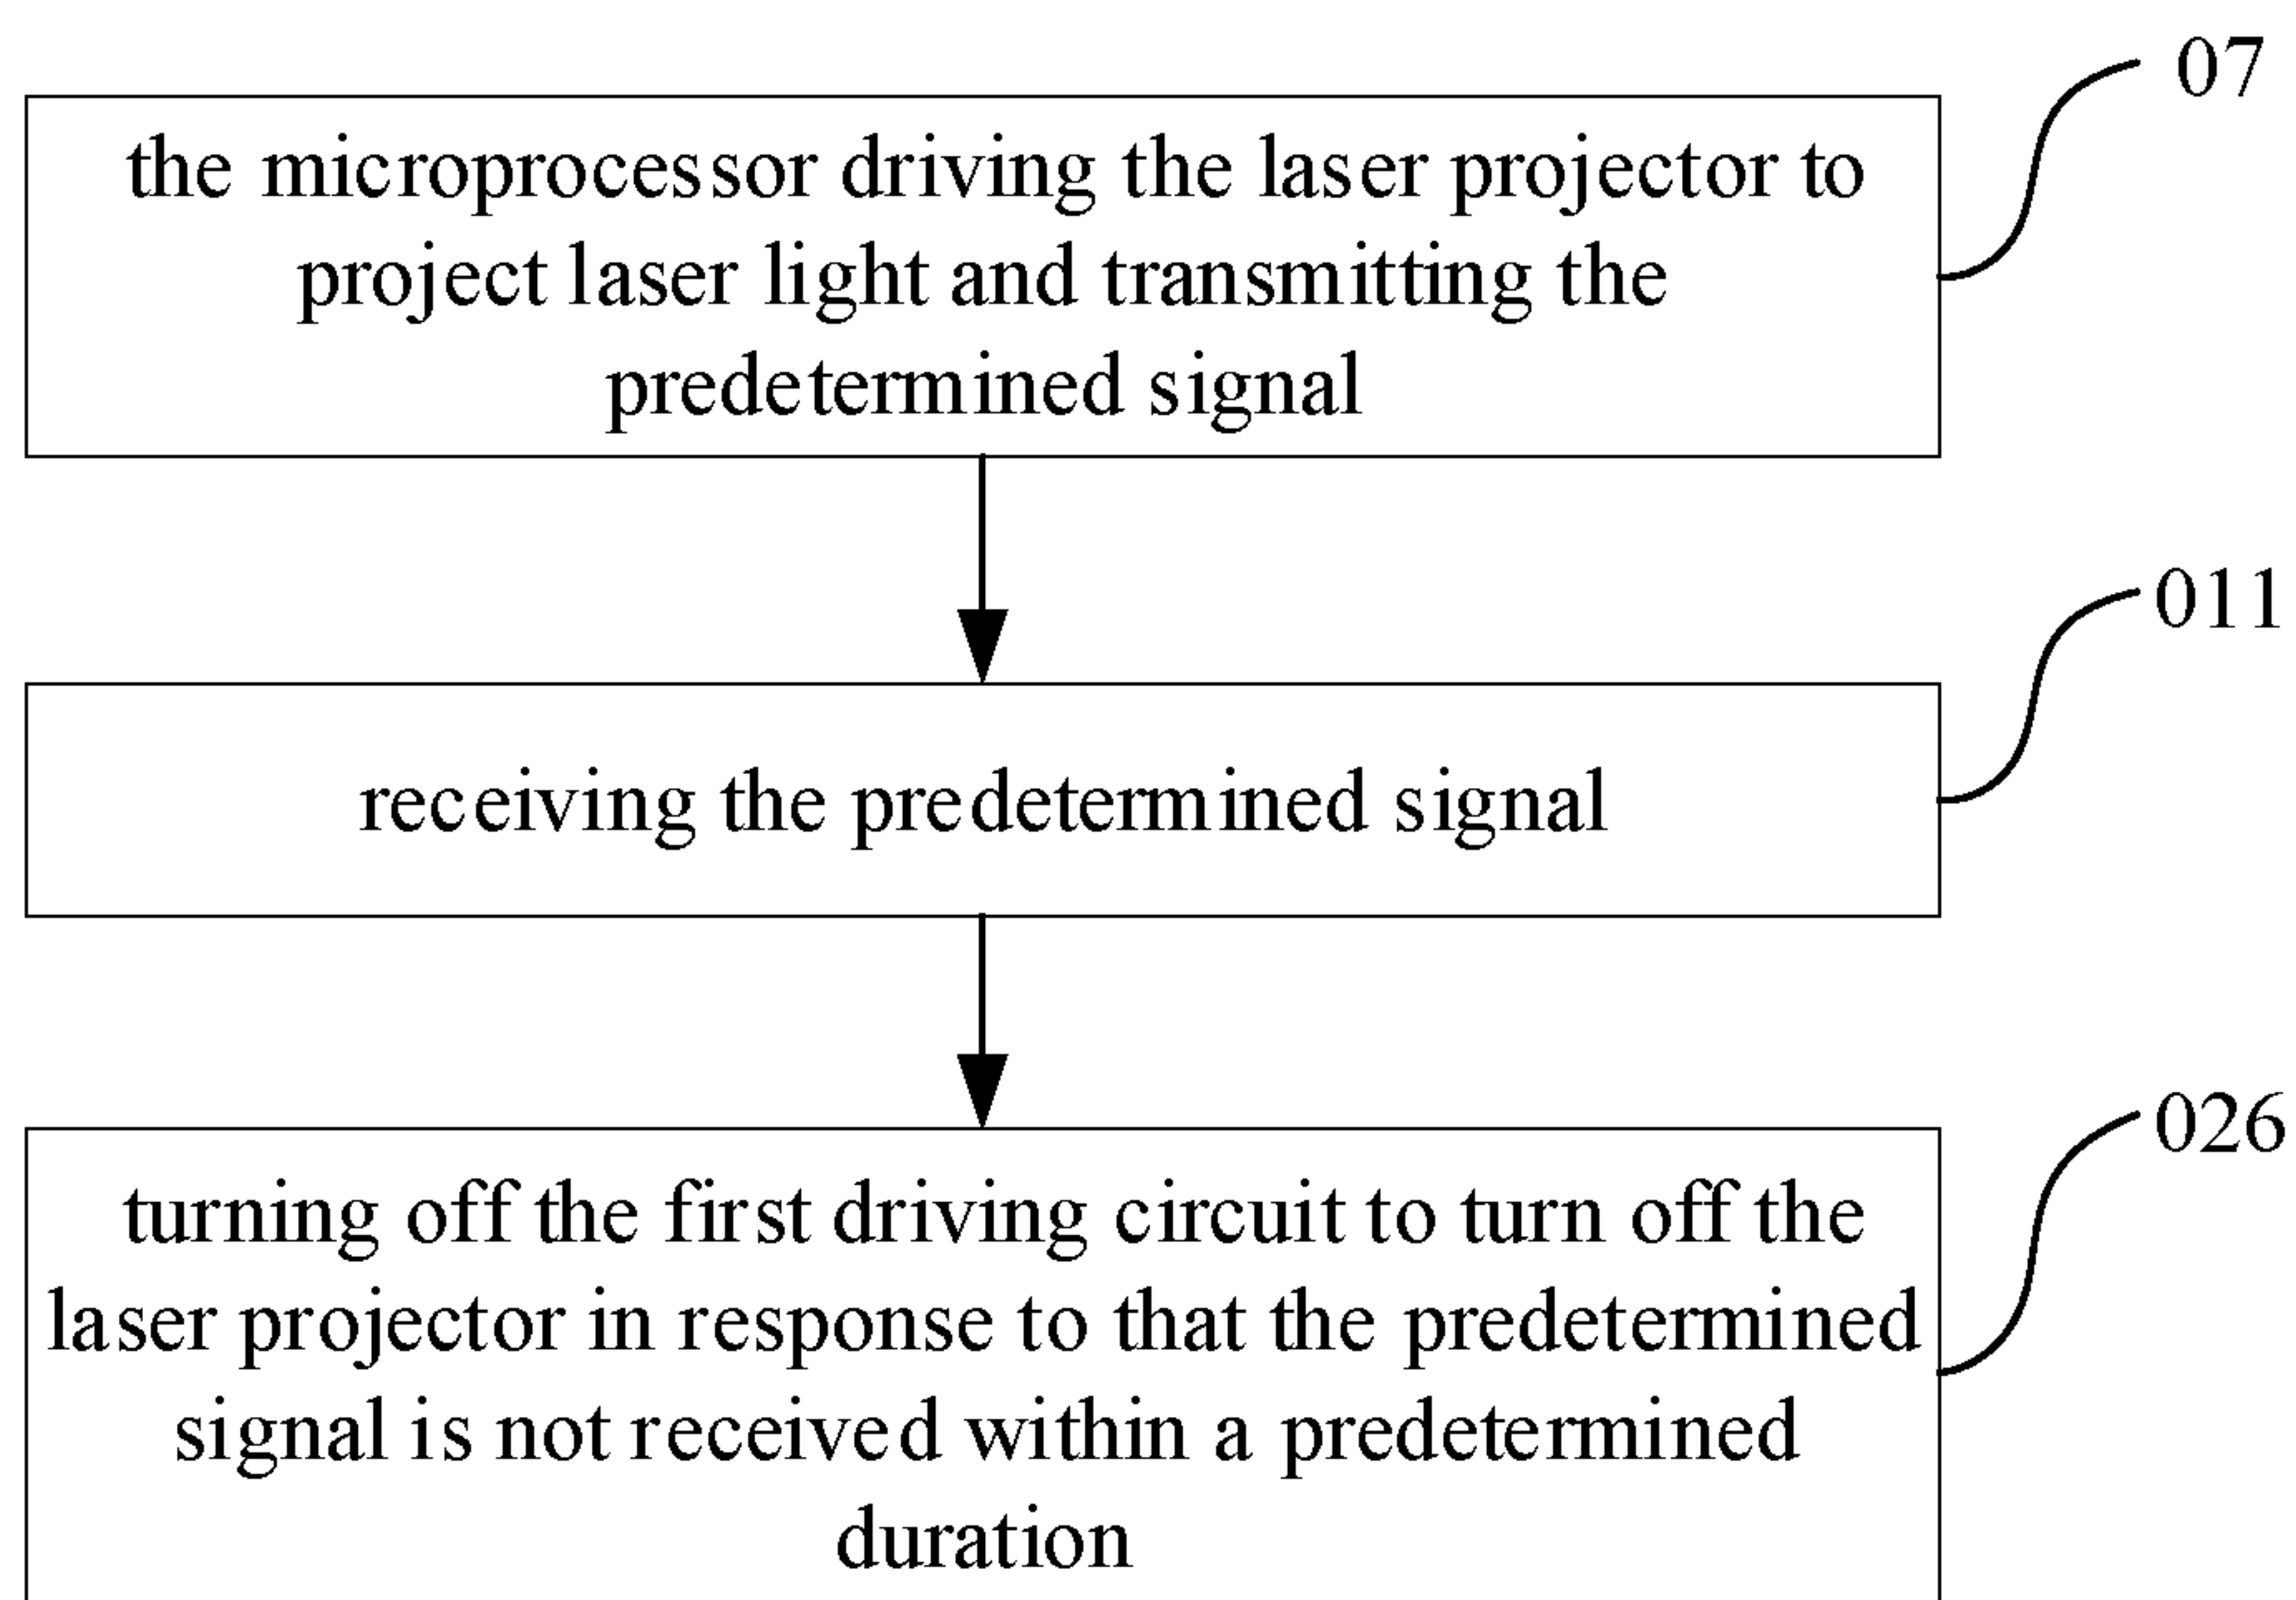 07
the microprocessor driving the laser projector to
project laser light and transmitting the
predetermined signal
011
receiving the predetermined signal
026
turning off the first driving circuit to turn off the
laser projector in response to that the predetermined
signal is not received within a predetermined
duration